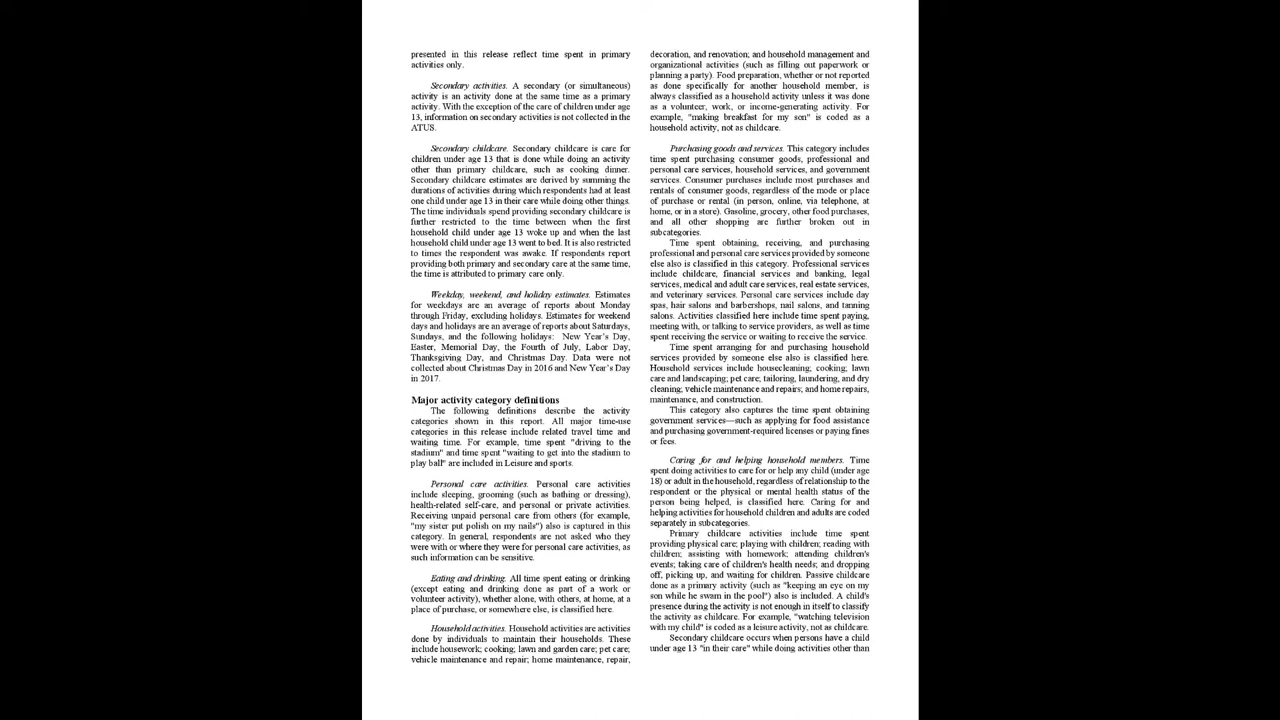 presented in this release reflect time spent in primary
activities only.
Secondary activities. A secondary (or simultaneous)
activity is an activity done at the same time as a primary
activity. With the exception of the care of children under age
13, information on secondary activities is not collected in the
ATUS.
Secondary childcare. Secondary childcare is care for
children under age 13 that is done while doing an activity
other than primary childcare, such as cooking dinner.
Secondary childcare estimates are derived by summing the
durations of activities during which respondents had at least
one child under age 13 in their care while doing other things.
The time individuals spend providing secondary childcare is
further restricted to the time between when the first
household child under age 13 woke up and when the last
household child under age 13 went to bed. It is also restricted
to times the respondent was awake. If respondents report
providing both primary and secondary care at the same time,
the time is attributed to primary care only.
Weekday, weekend, and holiday estimates. Estimates
for weekdays are an average of reports about Monday
through Friday, excluding holidays. Estimates for weekend
days and holidays are an average of reports about Saturdays,
Sundays, and the following holidays: New Year's Day,
Easter, Memorial Day, the Fourth of July, Labor Day,
Thanksgiving Day, and Christmas Day. Data were not
collected about Christmas Day in 2016 and New Year's Day
in 2017.
Major activity category definitions
The following definitions describe the activity
categories shown in this report. All major time-use
categories in this release include related travel time and
waiting time. For example, time spent "driving to the
stadium" and time spent "waiting to get into the stadium to
play ball" are included in Leisure and sports.
Personal care activities. Personal care activities
include sleeping, grooming (such as bathing or dressing),
health-related self-care, and personal or private activities.
Receiving unpaid personal care from others (for example,
"my sister put polish on my nails") also is captured in this
category. In general, respondents are not asked who they
were with or where they were for personal care activities, as
such information can be sensitive.
Eating and drinking. All time spent eating or drinking
(except eating and drinking done as part of a work or
volunteer activity), whether alone, with others, at home, at a
place of purchase, or somewhere else, is classified here.
Household activities. Household activities are activities
done by individuals to maintain their households. These
include housework; cooking; lawn and garden care; pet care;
vehicle maintenance and repair; home maintenance, repair,
decoration, and renovation; and household management and
organizational activities (such as filling out paperwork or
planning a party). Food preparation, whether or not reported
as done specifically for another household member, is
always classified as a household activity unless it was done
as a volunteer, work, or income-generating activity. For
example, "making breakfast for my son" is coded as a
household activity, not as childcare.
Purchasing goods and services. This category includes
time spent purchasing consumer goods, professional and
personal care services, household services, and government
services. Consumer purchases include most purchases and
rentals of consumer goods, regardless of the mode or place
of purchase or rental (in person, online, via telephone, at
home, or in a store). Gasoline, grocery, other food purchases,
and all other shopping are further broken out in
subcategories.
Time spent obtaining, receiving, and purchasing
professional and personal care services provided by someone
else also is classified in this category. Professional services
include childcare, financial services and banking, legal
services, medical and adult care services, real estate services,
and veterinary services. Personal care services include day
spas, hair salons and barbershops, nail salons, and tanning
salons. Activities classified here include time spent paying,
meeting with, or talking to service providers, as well as time
spent receiving the service or waiting to receive the service.
Time spent arranging for and purchasing household
services provided by someone else also is classified here.
Household services include housecleaning; cooking; lawn
care and landscaping; pet care; tailoring, laundering, and dry
cleaning; vehicle maintenance and repairs; and home repairs,
maintenance, and construction.
This category also captures the time spent obtaining
government services—such as applying for food assistance
and purchasing government-required licenses or paying fines
or fees.
Caring for and helping household members. Time
spent doing activities to care for or help any child (under age
18) or adult in the household, regardless of relationship to the
respondent or the physical or mental health status of the
person being helped, is classified here. Caring for and
helping activities for household children and adults are coded
separately in subcategories.
Primary childcare activities include time spent
providing physical care; playing with children; reading with
children; assisting with homework; attending children's
events; taking care of children's health needs; and dropping
off, picking up, and waiting for children. Passive childcare
done as a primary activity (such as "keeping an eye on my
son while he swam in the pool") also is included. A child's
presence during the activity is not enough in itself to classify
the activity as childcare. For example, "watching television
with my child" is coded as a leisure activity, not as childcare.
Secondary childcare occurs when persons have a child
under age 13 "in their care" while doing activities other than